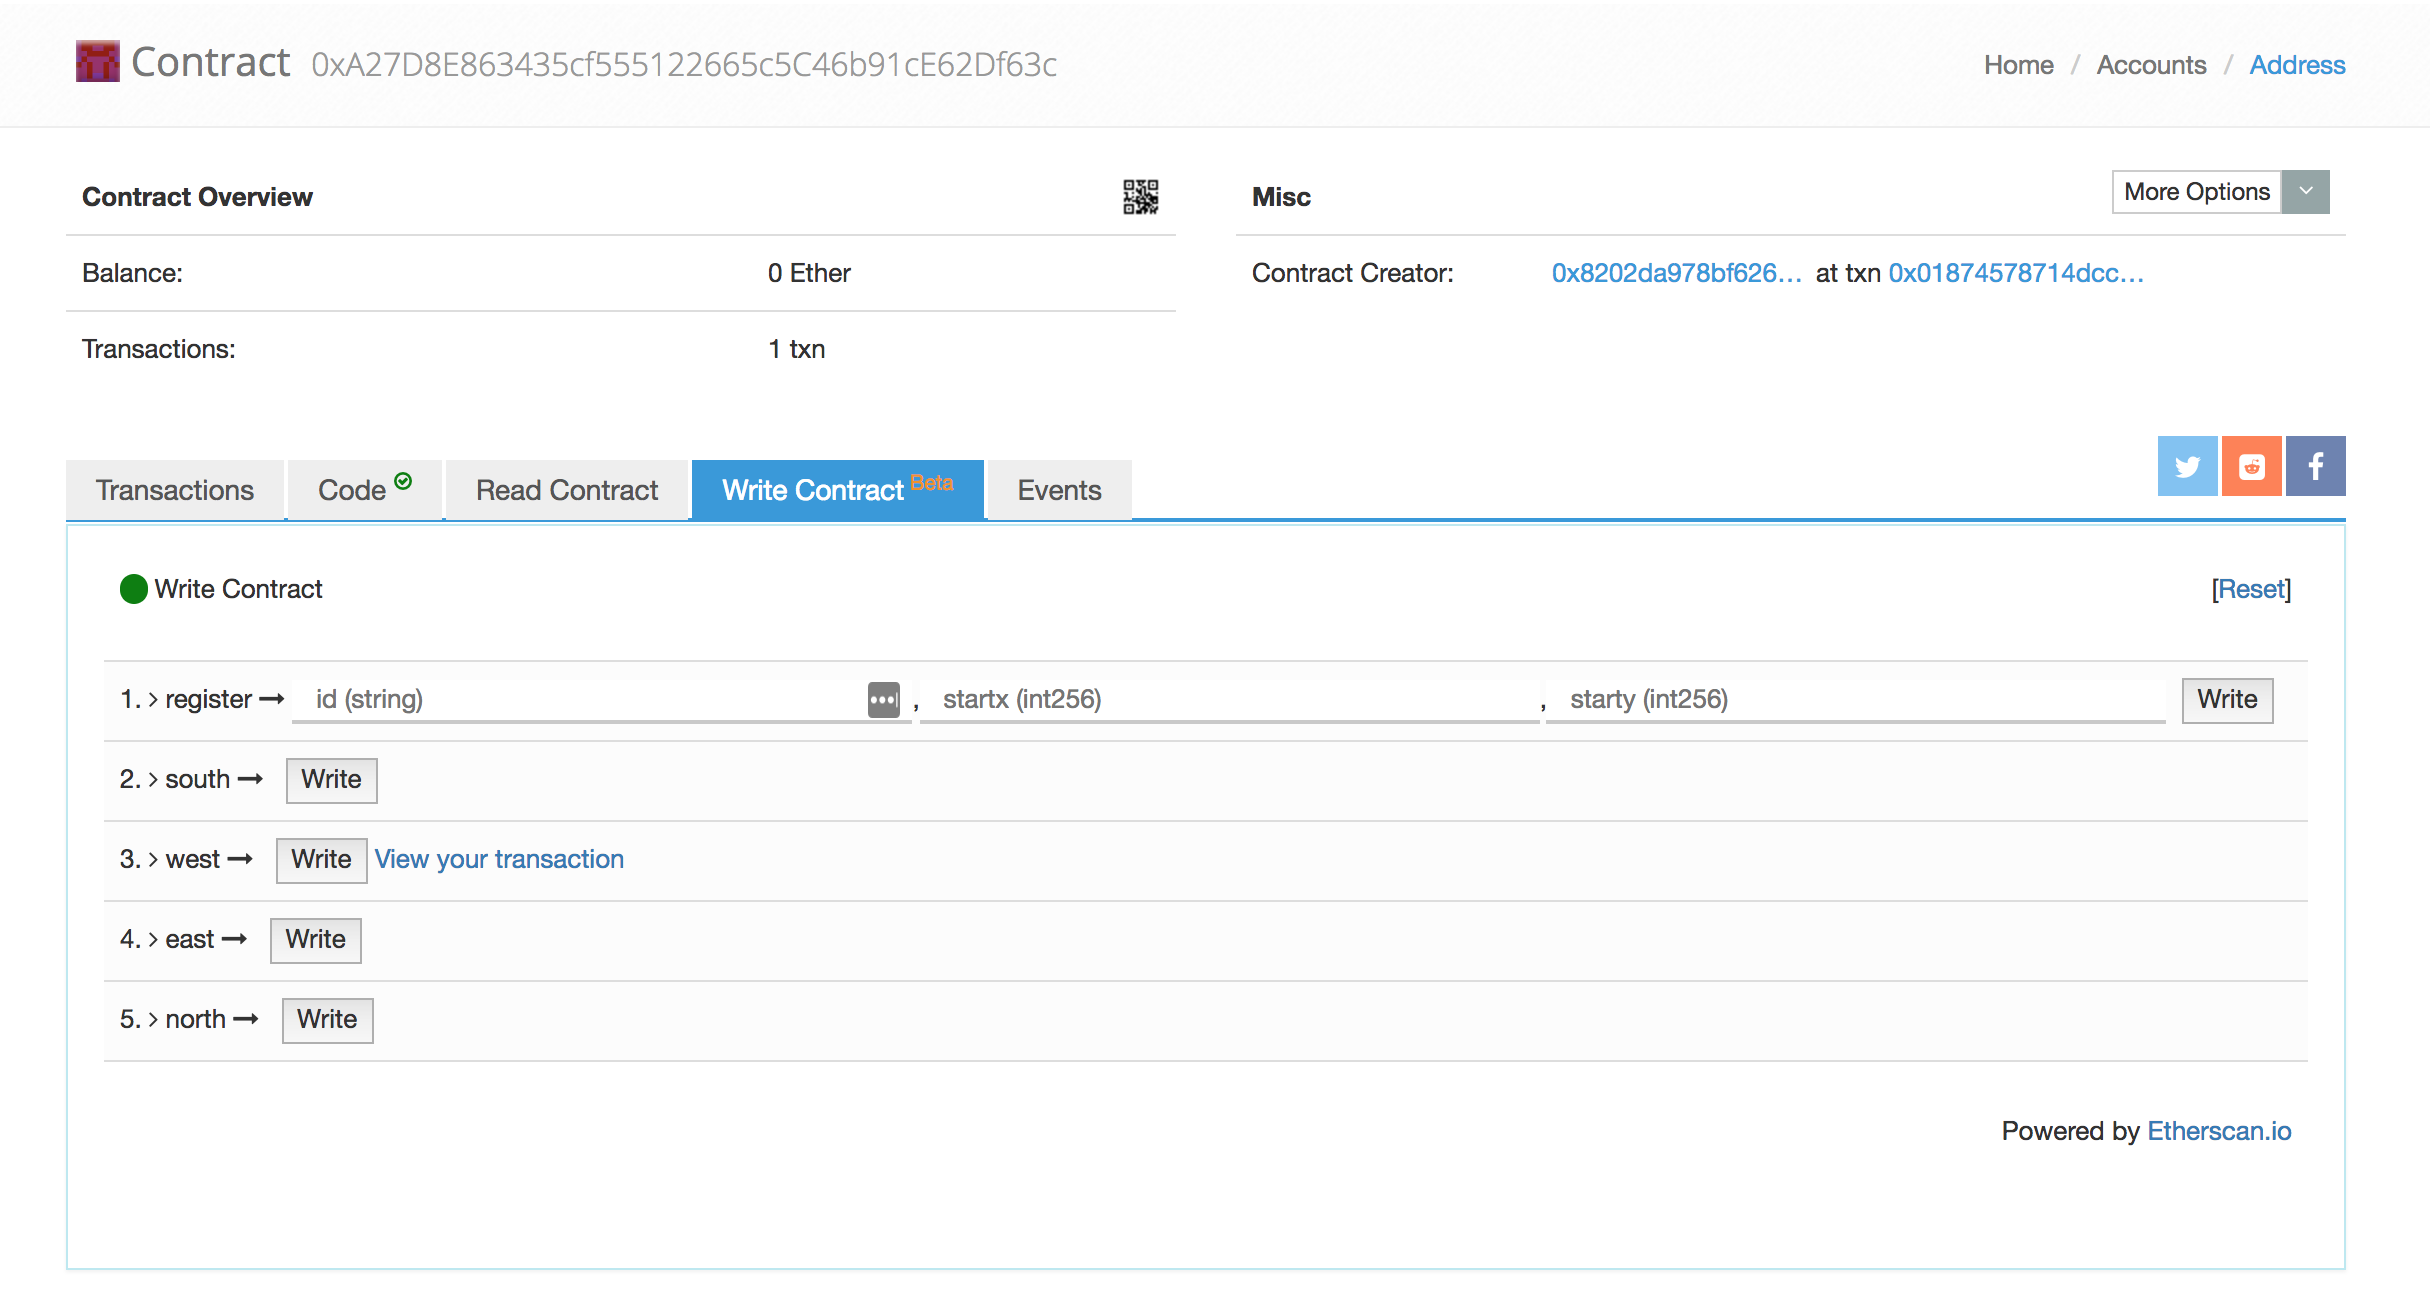 Contract 0xA27D8E863435cf555122665c5C46b91cE62Df63c
Home / Accounts / Address
Contract Overview
Balance: 0 Ether
Transactions: 1 txn
Misc
More Options
Contract Creator: 0x8202da978bf626... at txn 0x01874578714dcc...
Transactions
Code
Read Contract
Write Contract Beta
Events
Write Contract
[Reset]
1. > register → id (string) , startx (int256) , starty (int256) Write
2. > south → Write
3. > west → Write View your transaction
4. > east → Write
5. > north → Write
Powered by Etherscan.io